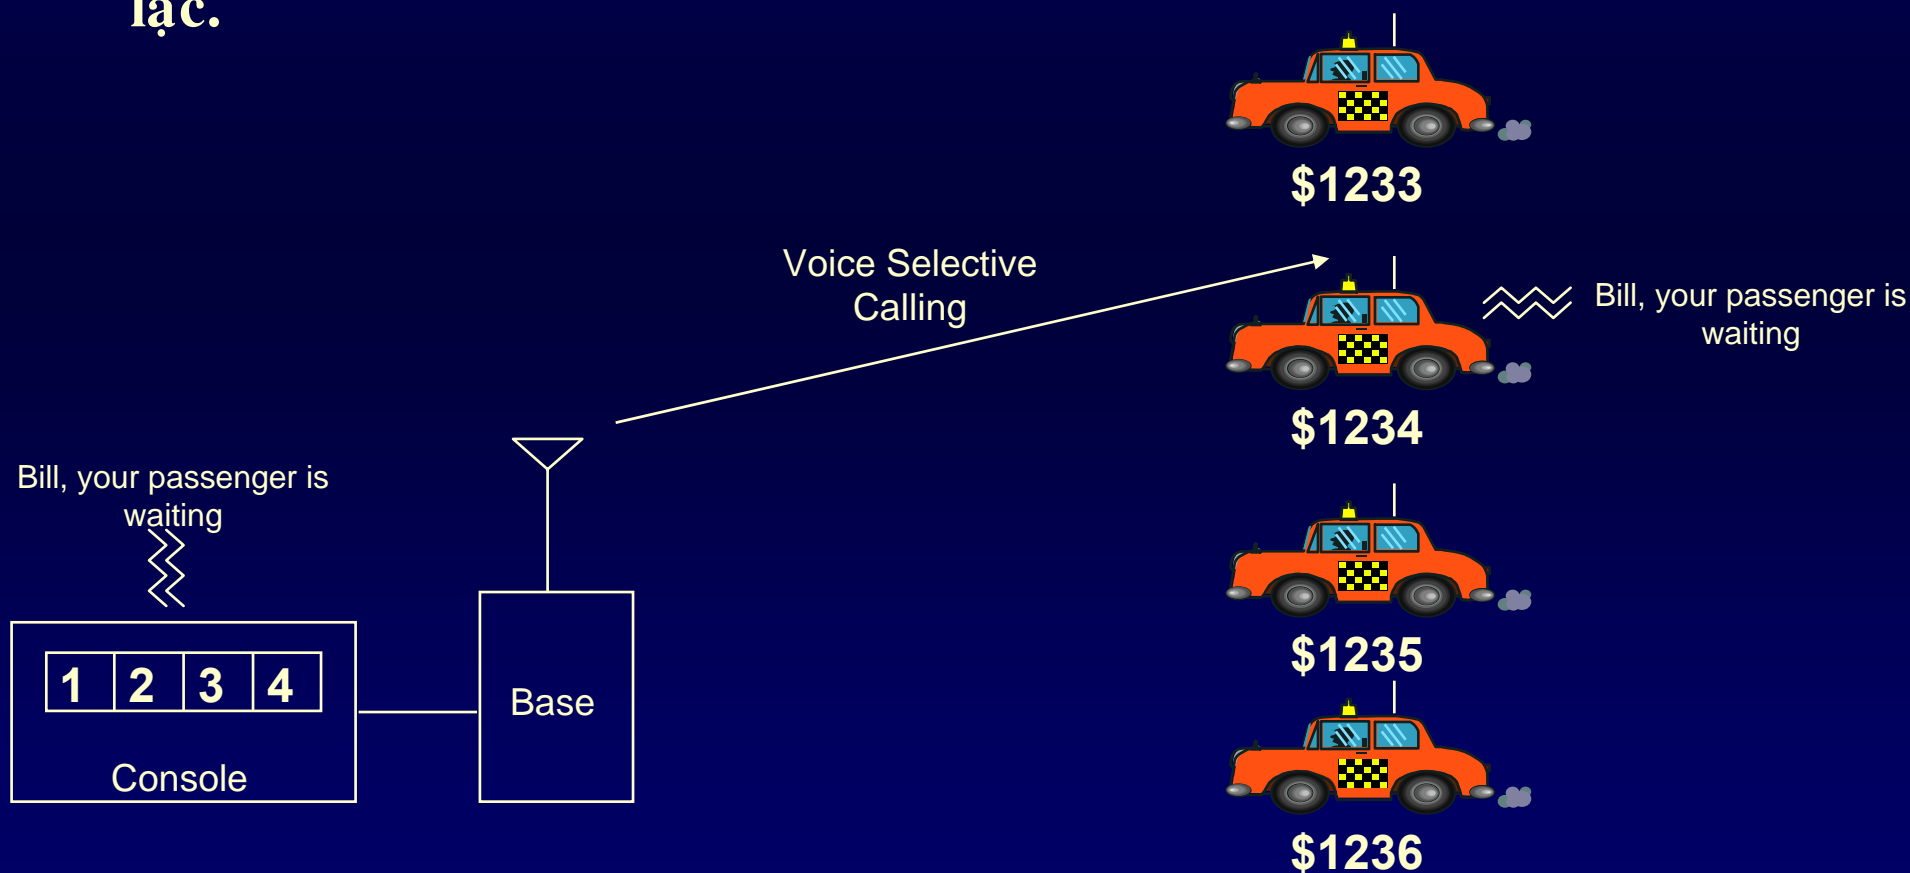 lạc.
$1233
Voice Selective
Calling
Bill, your passenger is
waiting
$1234
Bill, your passenger is
waiting
1 2 3 4
Console
Base
$1235
$1236